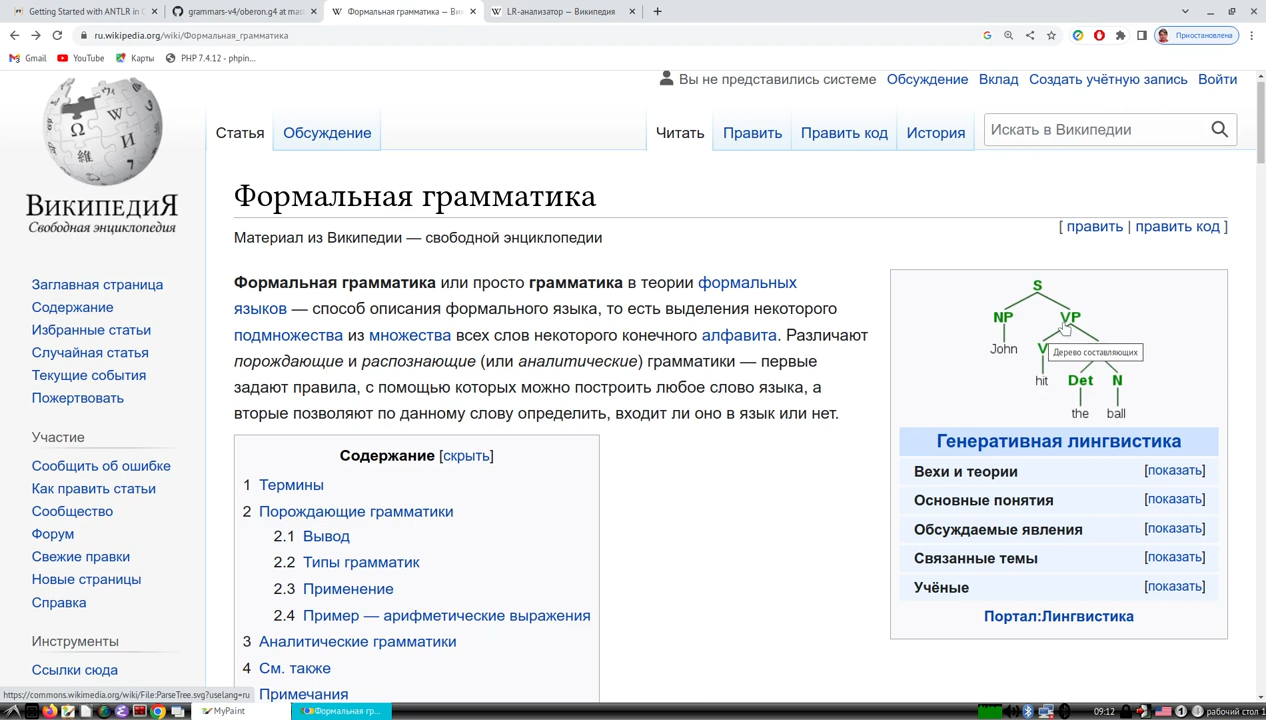 Getting Started with ANTLR in C
grammars-v4/oberon.g4 at mas
Формальная грамматика — Ви
LR-анализатор — Википедия
ru.wikipedia.org/wiki/Формальная_грамматика
Приостановлена
Gmail
YouTube
Карты
PHP 7.4.12 - phpin...
Вы не представились системе
Обсуждение
Вклад
Создать учётную запись
Войти
Статья
Обсуждение
Читать
Править
Править код
История
Искать в Википедии
ВикипедиЯ
Свободная энциклопедия
Формальная грамматика
[ править | править код ]
Материал из Википедии — свободной энциклопедии
Заглавная страница
Содержание
Избранные статьи
Случайная статья
Текущие события
Пожертвовать
Участие
Сообщить об ошибке
Как править статьи
Сообщество
Форум
Свежие правки
Новые страницы
Справка
Инструменты
Ссылки сюда
Формальная грамматика или просто грамматика в теории формальных
языков — способ описания формального языка, то есть выделения некоторого
подмножества из множества всех слов некоторого конечного алфавита. Различают
порождающие и распознающие (или аналитические) грамматики — первые
задают правила, с помощью которых можно построить любое слово языка, а
вторые позволяют по данному слову определить, входит ли оно в язык или нет.
Содержание [скрыть]
1 Термины
2 Порождающие грамматики
2.1 Вывод
2.2 Типы грамматик
2.3 Применение
2.4 Пример — арифметические выражения
3 Аналитические грамматики
4 См. также
Примечания
S
NP VP
John V
Дерево составляющих
hit Det N
the ball
Генеративная лингвистика
Вехи и теории [показать]
Основные понятия [показать]
Обсуждаемые явления [показать]
Связанные темы [показать]
Учёные [показать]
Портал:Лингвистика
https://commons.wikimedia.org/wiki/File:ParseTree.svg?uselang=ru
MyPaint
Формальная гр...
09:12
рабочий стол 1